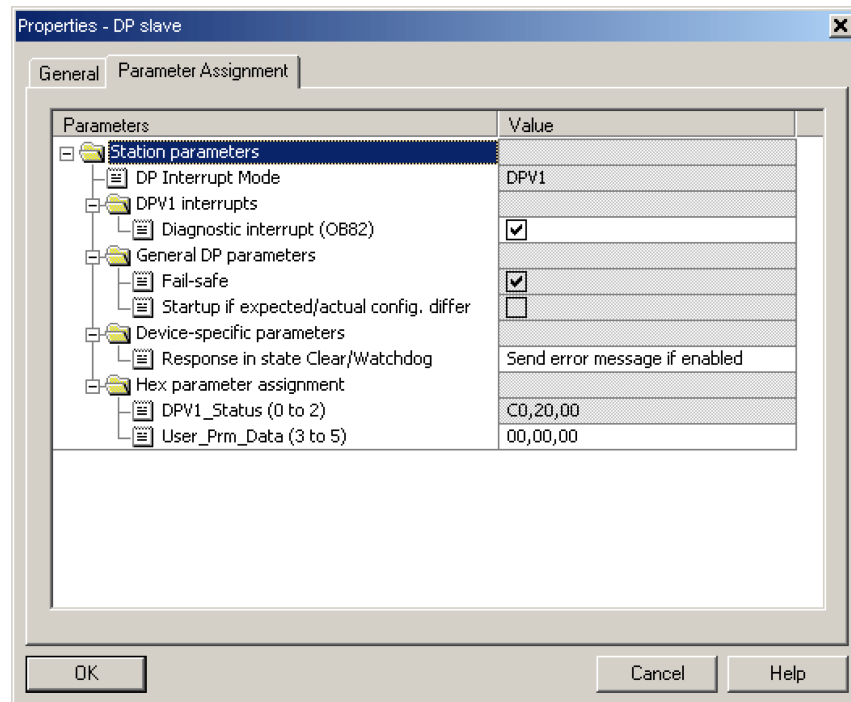 Properties - DP slave
General Parameter Assignment
Parameters Value
Station parameters
DP Interrupt Mode DPV1
DPV1 interrupts
Diagnostic interrupt (OB82)
General DP parameters
Fail-safe
Startup if expected/actual config. differ
Device-specific parameters
Response in state Clear/Watchdog Send error message if enabled
Hex parameter assignment
DPV1_Status (0 to 2) C0,20,00
User_Prm_Data (3 to 5) 00,00,00
OK Cancel Help